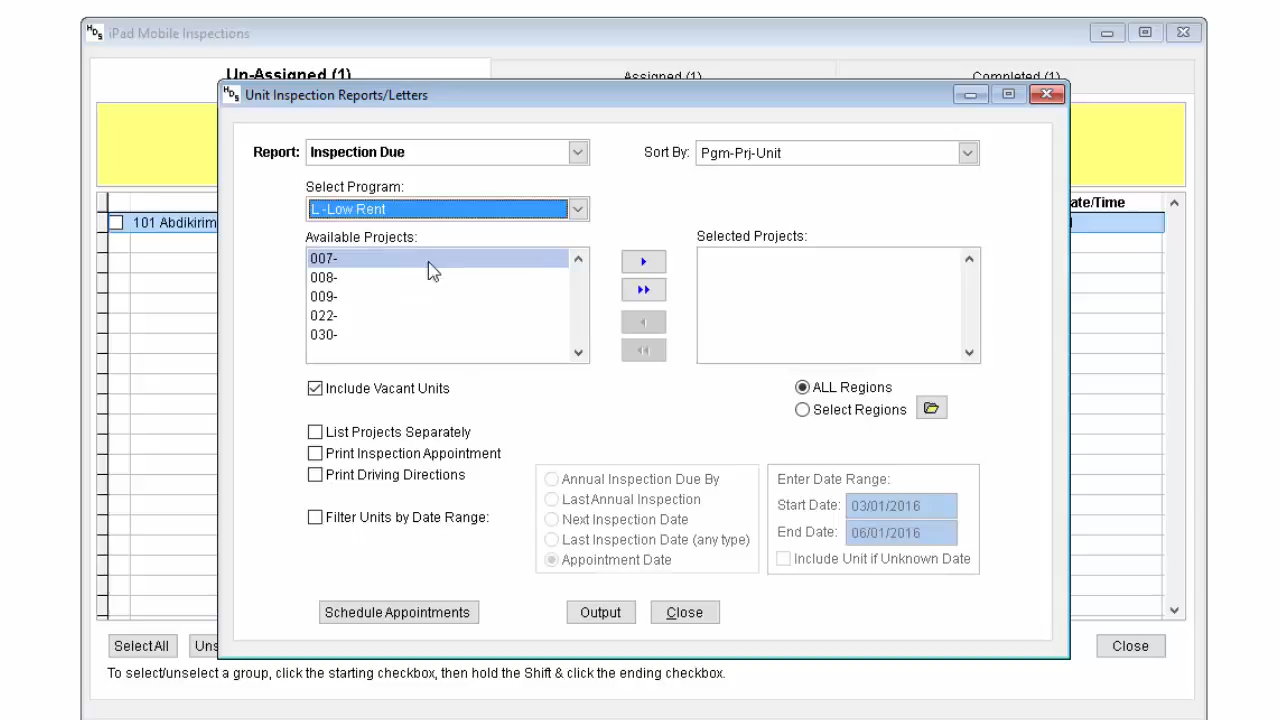 HDS iPad Mobile Inspections
Un-Assigned (1) Assigned (1) Completed (1)
HDS Unit Inspection Reports/Letters
Report: Inspection Due Sort By: Pgm-Prj-Unit
Select Program:
L -Low Rent
Available Projects: Selected Projects:
007-
008-
009-
022-
030-
Include Vacant Units
ALL Regions
Select Regions
List Projects Separately
Print Inspection Appointment
Print Driving Directions
Filter Units by Date Range:
Annual Inspection Due By
Last Annual Inspection
Next Inspection Date
Last Inspection Date (any type)
Appointment Date
Enter Date Range:
Start Date: 03/01/2016
End Date: 06/01/2016
Include Unit if Unknown Date
Schedule Appointments Output Close
ate/Time
101 Abdikirim
Select All Uns Close
To select/unselect a group, click the starting checkbox, then hold the Shift & click the ending checkbox.